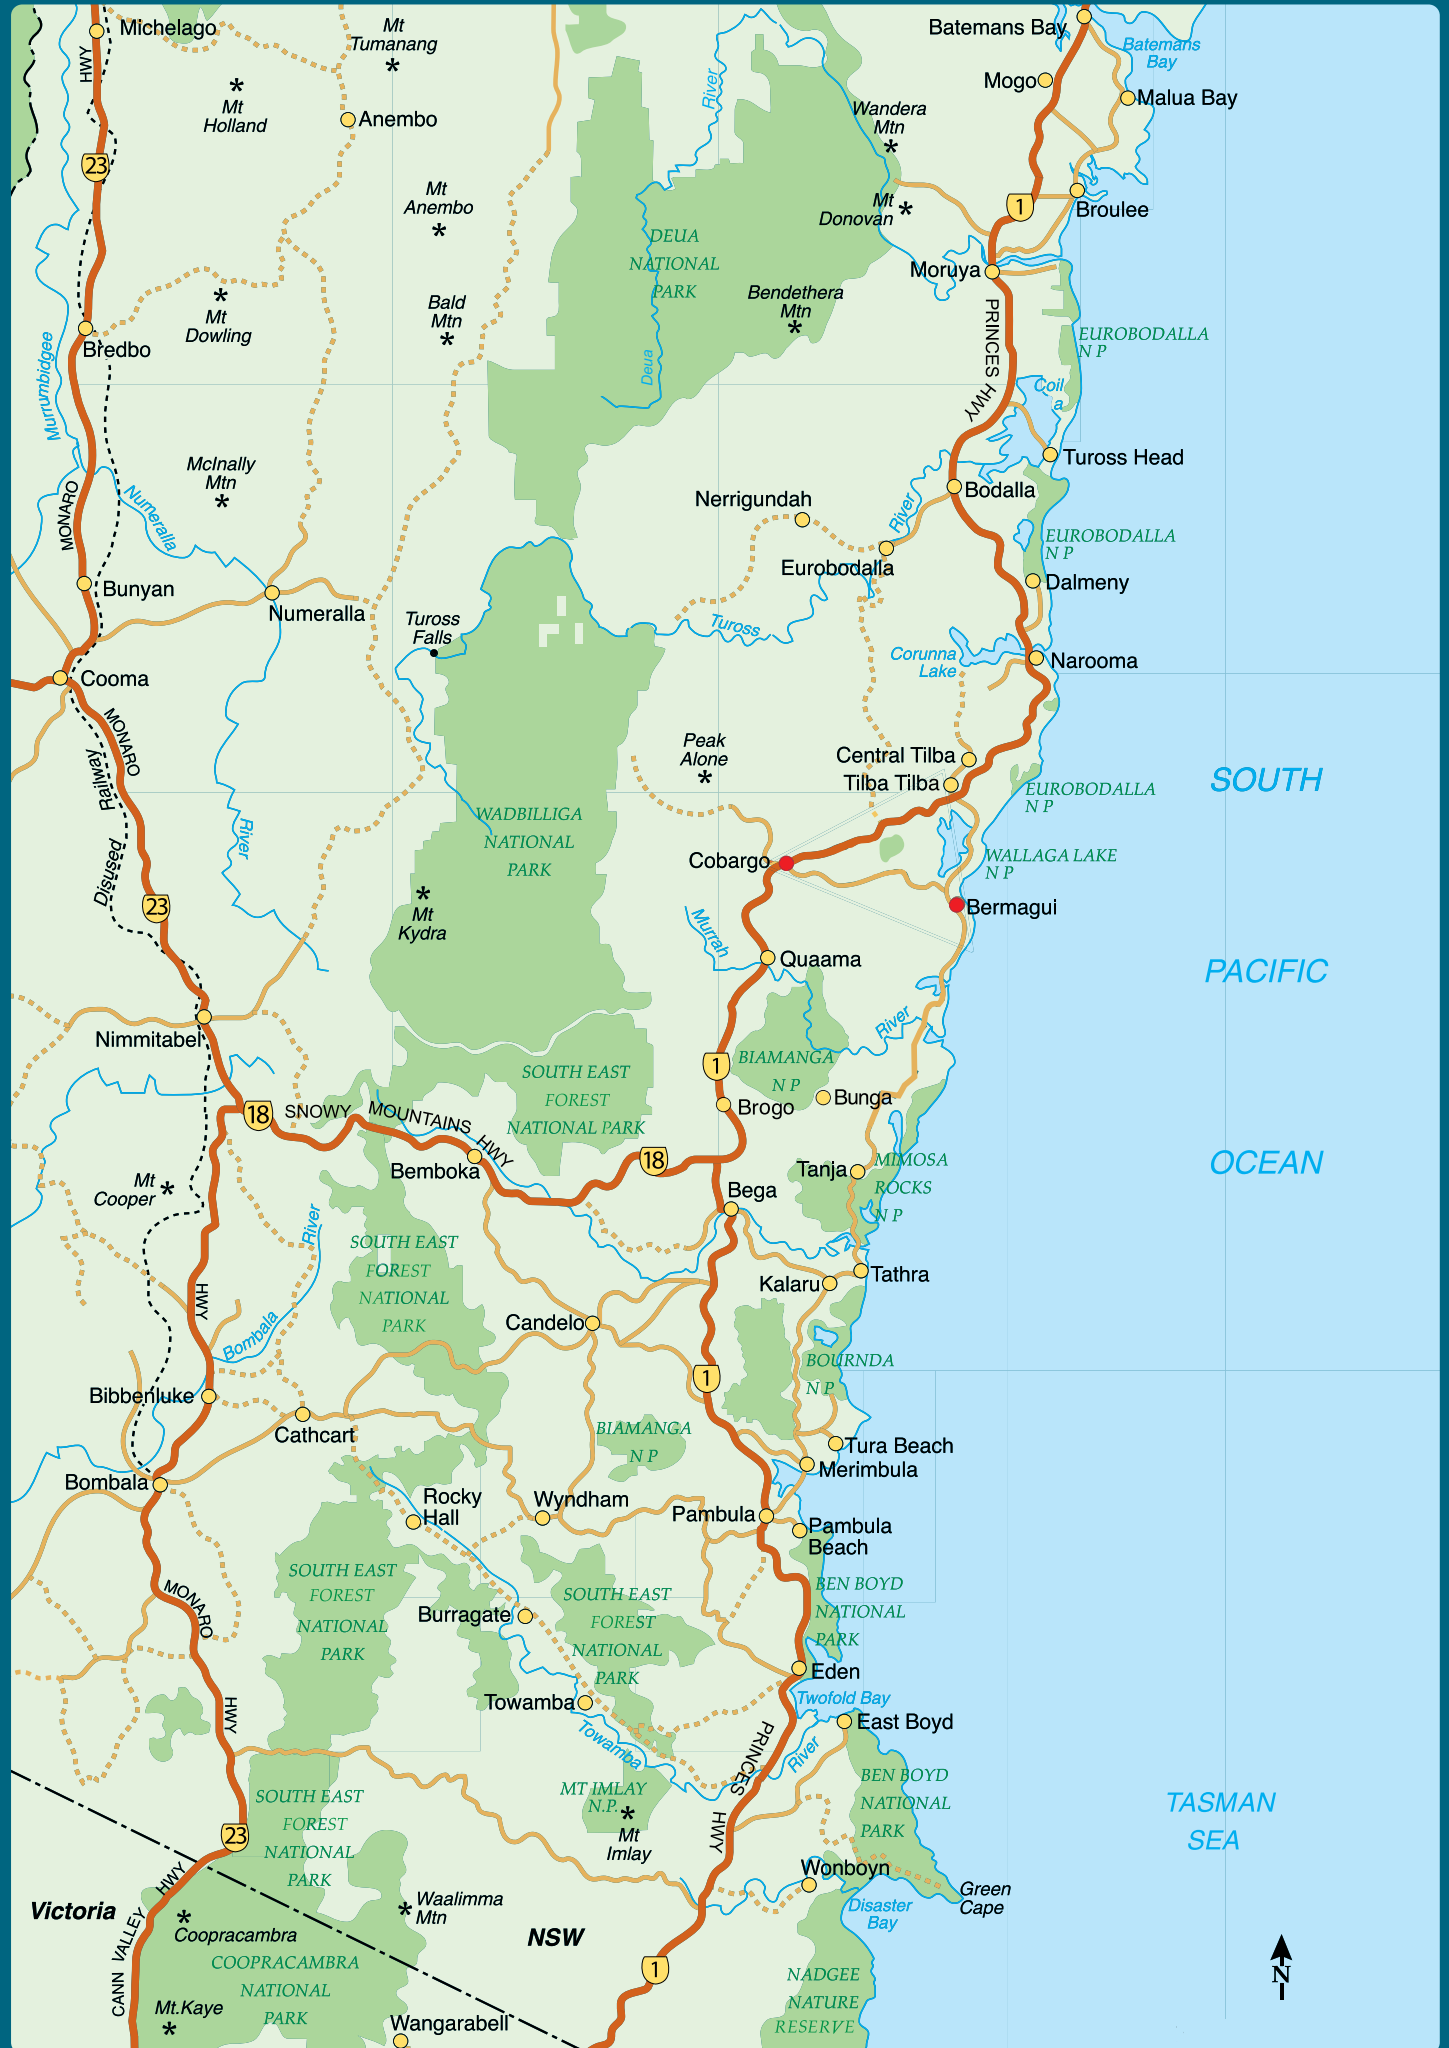 Michelago
Mt
Tumanang
Batemans Bay
Batemans
Bay
HWY
Mogo
Malua Bay
Mt
Holland
Anembo
River
Wandera
Mtn
23
Mt
Anembo
Mt
Donovan
1
Broulee
DEUA
NATIONAL
PARK
Moruya
Mt
Dowling
Bald
Mtn
Bendethera
Mtn
PRINCES HWY
EUROBODALLA
N P
Bredbo
Murrumbidgee
Deua
Coil
a
McInally
Mtn
Tuross Head
MONARO
Numeralla
Nerrigundah
River
Bodalla
EUROBODALLA
N P
Eurobodalla
Bunyan
Numeralla
Dalmeny
Tuross
Falls
Tuross
Corunna
Lake
Narooma
Cooma
MONARO
Railway
Disused
Peak
Alone
Central Tilba
Tilba Tilba
EUROBODALLA
N P
SOUTH
River
WADBILLIGA
NATIONAL
PARK
Cobargo
WALLAGA LAKE
N P
23
Mt
Kydra
Murrah
Bermagui
Quaama
PACIFIC
Nimmitabel
River
1
BIAMANGA
N P
SOUTH EAST
FOREST
NATIONAL PARK
Bunga
Brogo
18
SNOWY MOUNTAINS HWY
Bemboka
18
Tanja
MIMOSA
ROCKS
N P
OCEAN
Mt
Cooper
Bega
River
SOUTH EAST
FOREST
NATIONAL
PARK
Kalaru
Tathra
HWY
Bombala
Candelo
1
BOURNDA
N P
Bibbenluke
Cathcart
BIAMANGA
N P
Tura Beach
Merimbula
Bombala
Rocky
Hall
Wyndham
Pambula
Pambula
Beach
SOUTH EAST
FOREST
NATIONAL
PARK
SOUTH EAST
FOREST
NATIONAL
PARK
BEN BOYD
NATIONAL
PARK
MONARO
Burragate
Eden
HWY
Towamba
Towamba
Twofold Bay
East Boyd
PRINCES
River
MT IMLAY
N.P.
BEN BOYD
NATIONAL
PARK
TASMAN
SEA
SOUTH EAST
FOREST
NATIONAL
PARK
23
HWY
Mt
Imlay
HWY
Wonboyn
Green
Cape
Victoria
Waalimma
Mtn
Disaster
Bay
CANN VALLEY
Coopracambra
NSW
COOPRACAMBRA
NATIONAL
PARK
1
NADGEE
NATURE
RESERVE
N
Mt.Kaye
Wangarabell